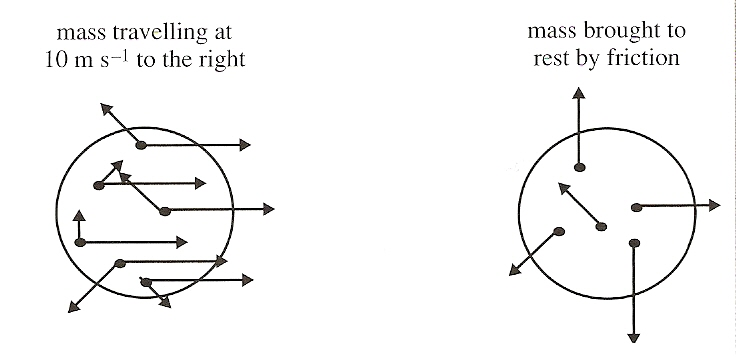 mass travelling at
10 m s⁻¹ to the right
mass brought to
rest by friction